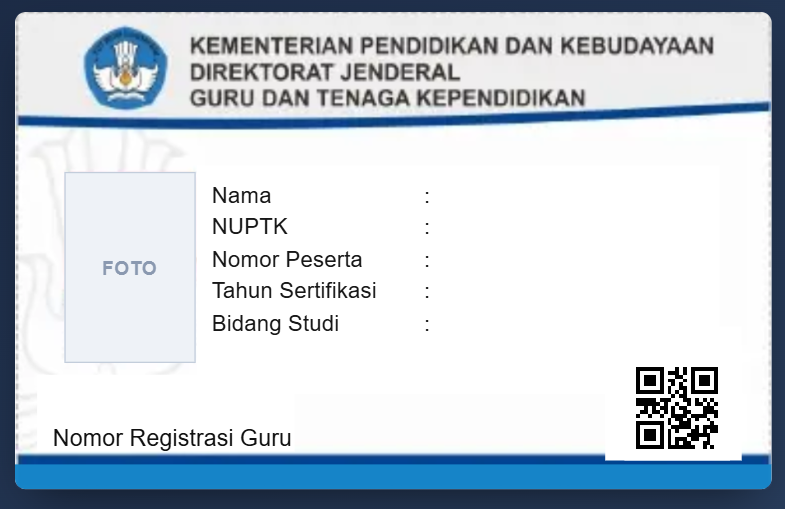 KEMENTERIAN PENDIDIKAN DAN KEBUDAYAAN
DIREKTORAT JENDERAL
GURU DAN TENAGA KEPENDIDIKAN
FOTO
Nama :
NUPTK :
Nomor Peserta :
Tahun Sertifikasi :
Bidang Studi :
Nomor Registrasi Guru